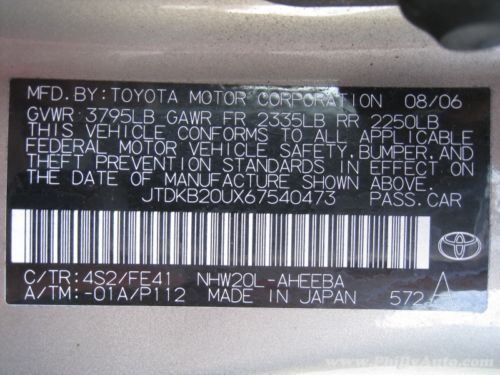 MFD. BY: TOYOTA MOTOR CORPORATION 08/06
GVWR 3795LB GAWR FR 2335LB RR 2250LB
THIS VEHICLE CONFORMS TO ALL APPLICABLE
FEDERAL MOTOR VEHICLE SAFETY, BUMPER, AND
THEFT PREVENTION STANDARDS IN EFFECT ON
THE DATE OF MANUFACTURE SHOWN ABOVE.
JTDKB20UX67540473 PASS. CAR
C/TR: 4S2/FE41 NHW20L-AHEEBA
A/TM: -01A/P112 MADE IN JAPAN 572 A
TOYOTA
www.PhillyAuto.com